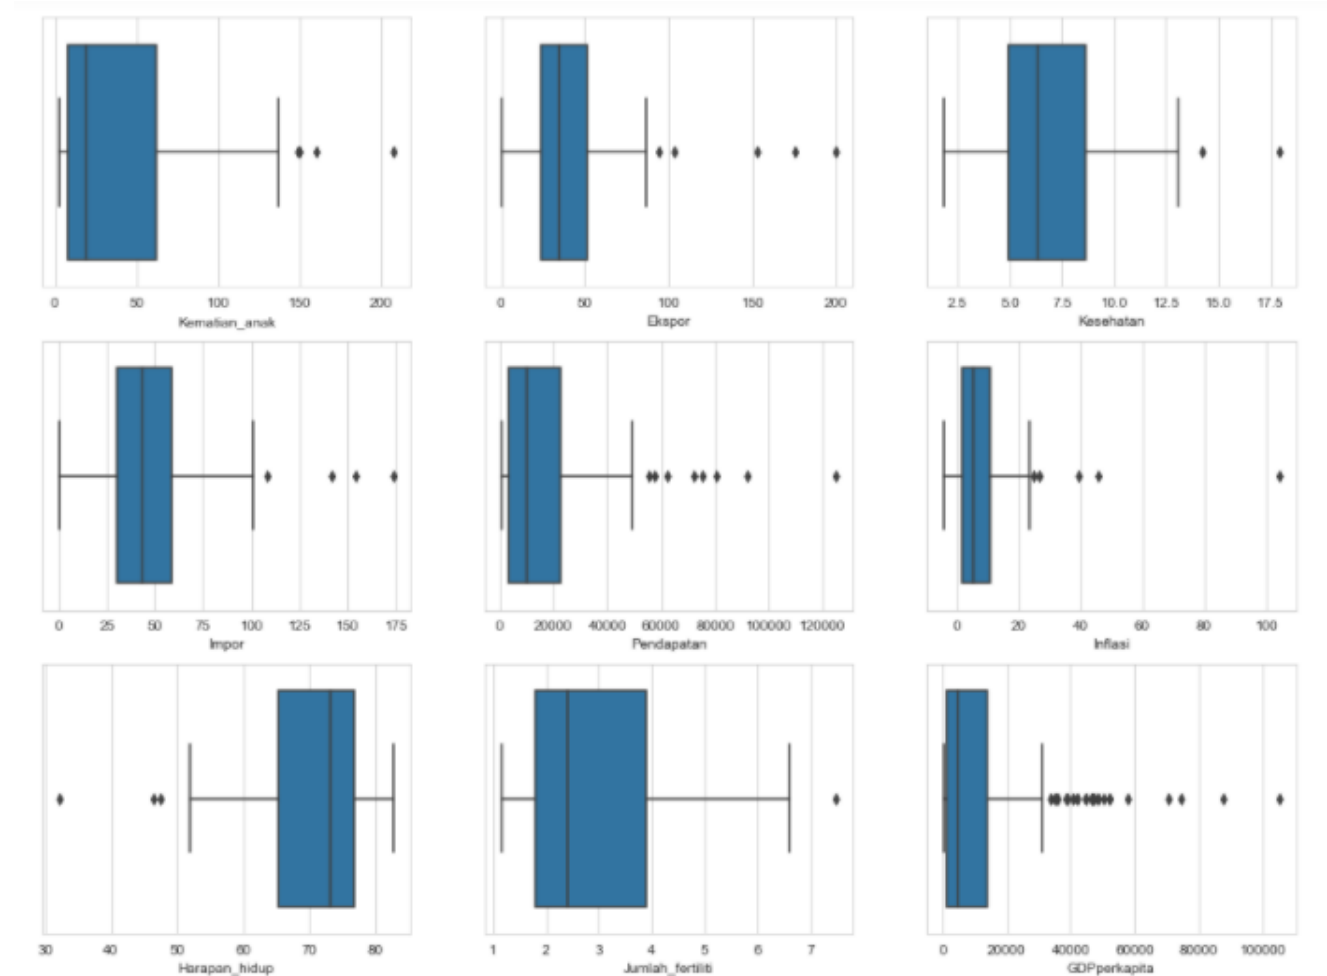 0 50 100 150 200
Kematian_anak
0 50 100 150 200
Ekspor
2.5 5.0 7.5 10.0 12.5 15.0 17.5
Kesehatan
0 25 50 75 100 125 150 175
Impor
0 20000 40000 60000 80000 100000 120000
Pendapatan
0 20 40 60 80 100
Inflasi
30 40 50 60 70 80
Harapan_hidup
1 2 3 4 5 6 7
Jumlah_fertiliti
0 20000 40000 60000 80000 100000
GDPperkapita